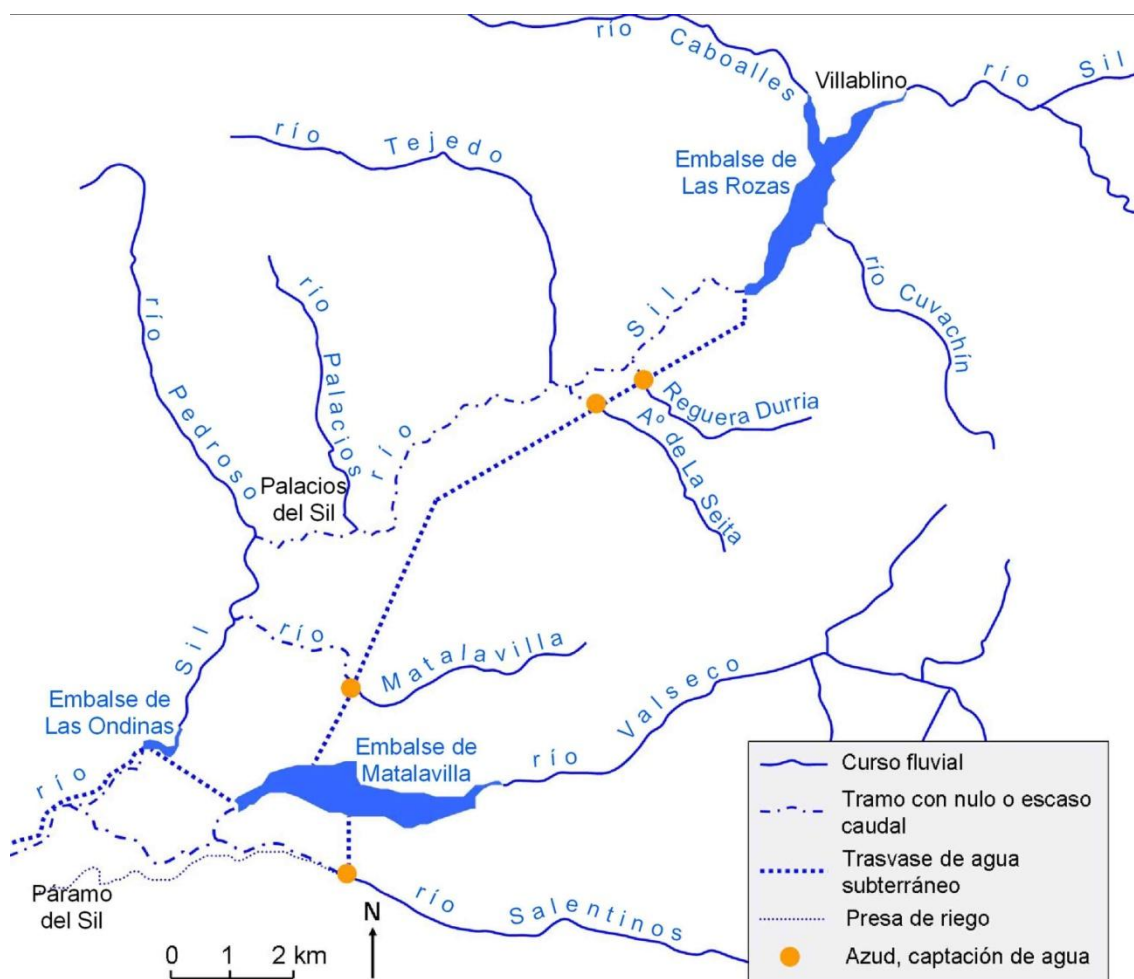 río Caboalles
Villablino
río Sil
río Tejedo
Embalse de
Las Rozas
río Pedroso
río Palacios
río Cuvachín
río Sil
Reguera Durria
Aº de La Seita
Palacios
del Sil
río Matalavilla
río Sil
Embalse de
Las Ondinas
Embalse de
Matalavilla
río Valseco
Páramo
del Sil
río Salentinos
N
0 1 2 km
Curso fluvial
Tramo con nulo o escaso
caudal
Trasvase de agua
subterráneo
Presa de riego
Azud, captación de agua